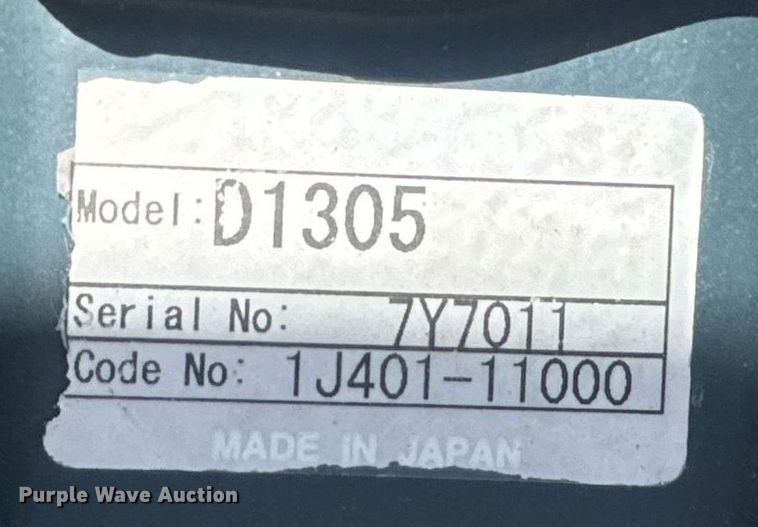 Model: D1305
Serial No: 7Y7011
Code No: 1J401-11000
MADE IN JAPAN
Purple Wave Auction